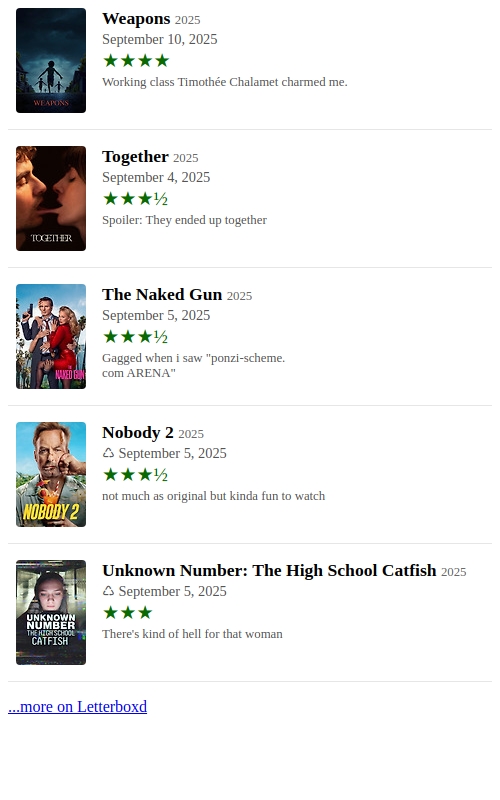 Weapons 2025
September 10, 2025
★★★★
Working class Timothée Chalamet charmed me.
WEAPONS
Together 2025
September 4, 2025
★★★½
Spoiler: They ended up together
TOGETHER
The Naked Gun 2025
September 5, 2025
★★★½
Gagged when i saw "ponzi-scheme.
com ARENA"
NAKED GUN
Nobody 2 2025
♺ September 5, 2025
★★★½
not much as original but kinda fun to watch
NOBODY 2
Unknown Number: The High School Catfish 2025
♺ September 5, 2025
★★★
There's kind of hell for that woman
UNKNOWN
NUMBER
THE HIGH SCHOOL
CATFISH
...more on Letterboxd